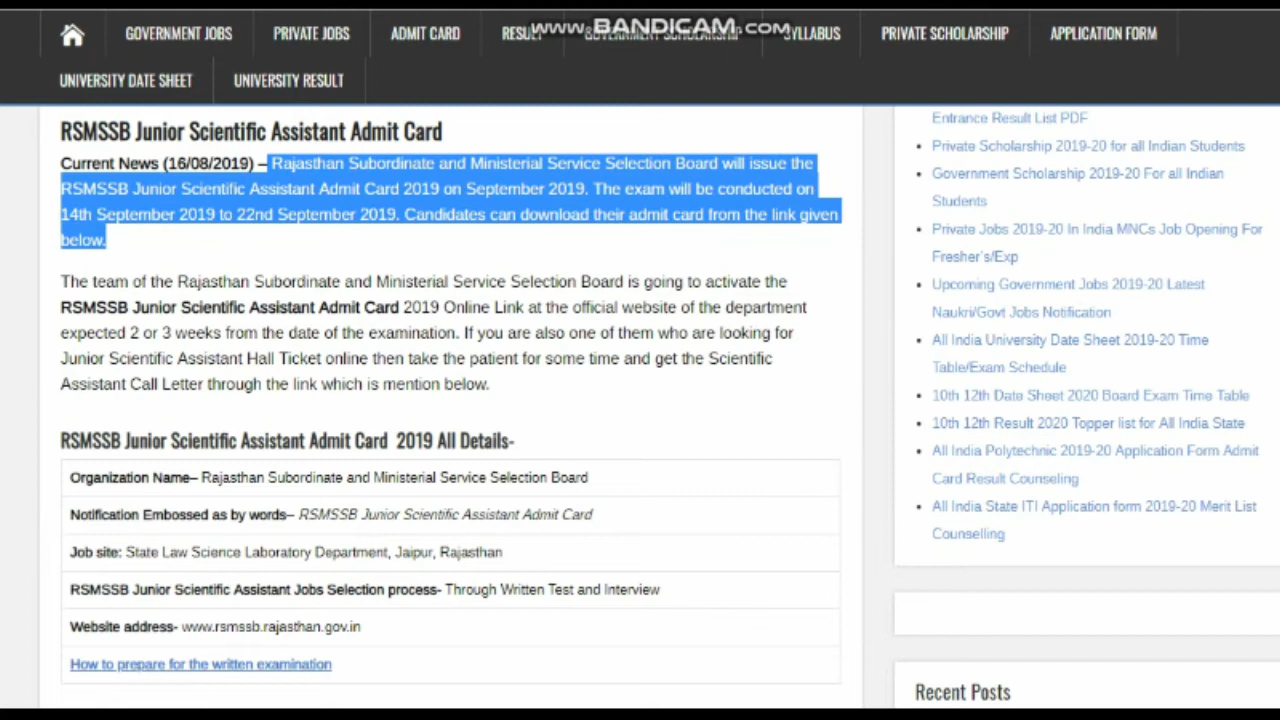 www.BANDICAM.com
GOVERNMENT JOBS PRIVATE JOBS ADMIT CARD RESULT GOVERNMENT SCHOLARSHIP SYLLABUS PRIVATE SCHOLARSHIP APPLICATION FORM
UNIVERSITY DATE SHEET UNIVERSITY RESULT
RSMSSB Junior Scientific Assistant Admit Card
Current News (16/08/2019) – Rajasthan Subordinate and Ministerial Service Selection Board will issue the
RSMSSB Junior Scientific Assistant Admit Card 2019 on September 2019. The exam will be conducted on
14th September 2019 to 22nd September 2019. Candidates can download their admit card from the link given
below.
The team of the Rajasthan Subordinate and Ministerial Service Selection Board is going to activate the
RSMSSB Junior Scientific Assistant Admit Card 2019 Online Link at the official website of the department
expected 2 or 3 weeks from the date of the examination. If you are also one of them who are looking for
Junior Scientific Assistant Hall Ticket online then take the patient for some time and get the Scientific
Assistant Call Letter through the link which is mention below.
RSMSSB Junior Scientific Assistant Admit Card 2019 All Details-
Organization Name– Rajasthan Subordinate and Ministerial Service Selection Board
Notification Embossed as by words– RSMSSB Junior Scientific Assistant Admit Card
Job site: State Law Science Laboratory Department, Jaipur, Rajasthan
RSMSSB Junior Scientific Assistant Jobs Selection process- Through Written Test and Interview
Website address- www.rsmssb.rajasthan.gov.in
How to prepare for the written examination
Entrance Result List PDF
Private Scholarship 2019-20 for all Indian Students
Government Scholarship 2019-20 For all Indian
Students
Private Jobs 2019-20 In India MNCs Job Opening For
Fresher's/Exp
Upcoming Government Jobs 2019-20 Latest
Naukri/Govt Jobs Notification
All India University Date Sheet 2019-20 Time
Table/Exam Schedule
10th 12th Date Sheet 2020 Board Exam Time Table
10th 12th Result 2020 Topper list for All India State
All India Polytechnic 2019-20 Application Form Admit
Card Result Counseling
All India State ITI Application form 2019-20 Merit List
Counselling
Recent Posts